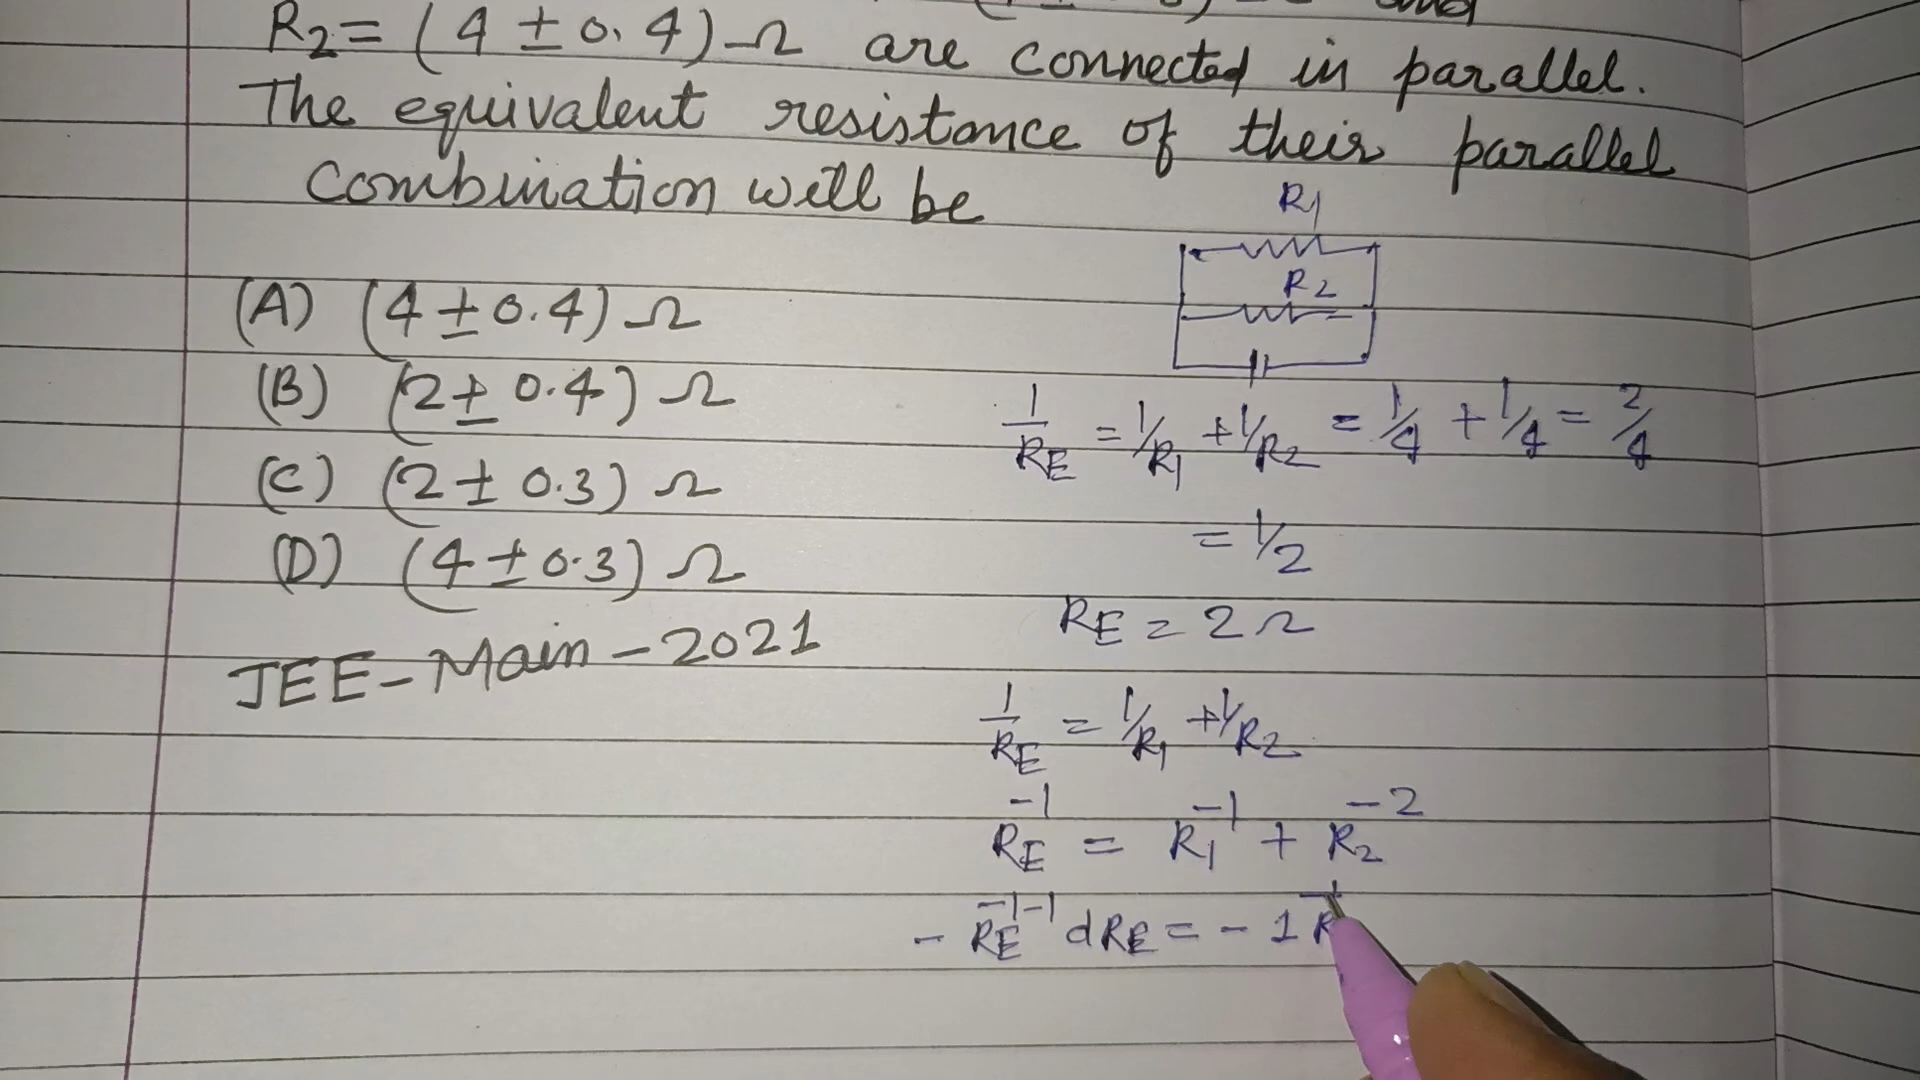 and
R₂ = (4 ± 0.4) Ω are connected in parallel.
The equivalent resistance of their parallel
combination will be
(A) (4 ± 0.4) Ω
(B) (2 ± 0.4) Ω
(C) (2 ± 0.3) Ω
(D) (4 ± 0.3) Ω
JEE-Main-2021
R₁
R₂
1/RE = 1/R₁ + 1/R₂ = 1/4 + 1/4 = 2/4
= 1/2
RE = 2 Ω
1/RE = 1/R₁ + 1/R₂
RE⁻¹ = R₁⁻¹ + R₂⁻²
- RE⁻¹⁻¹ dRE = - 1 R